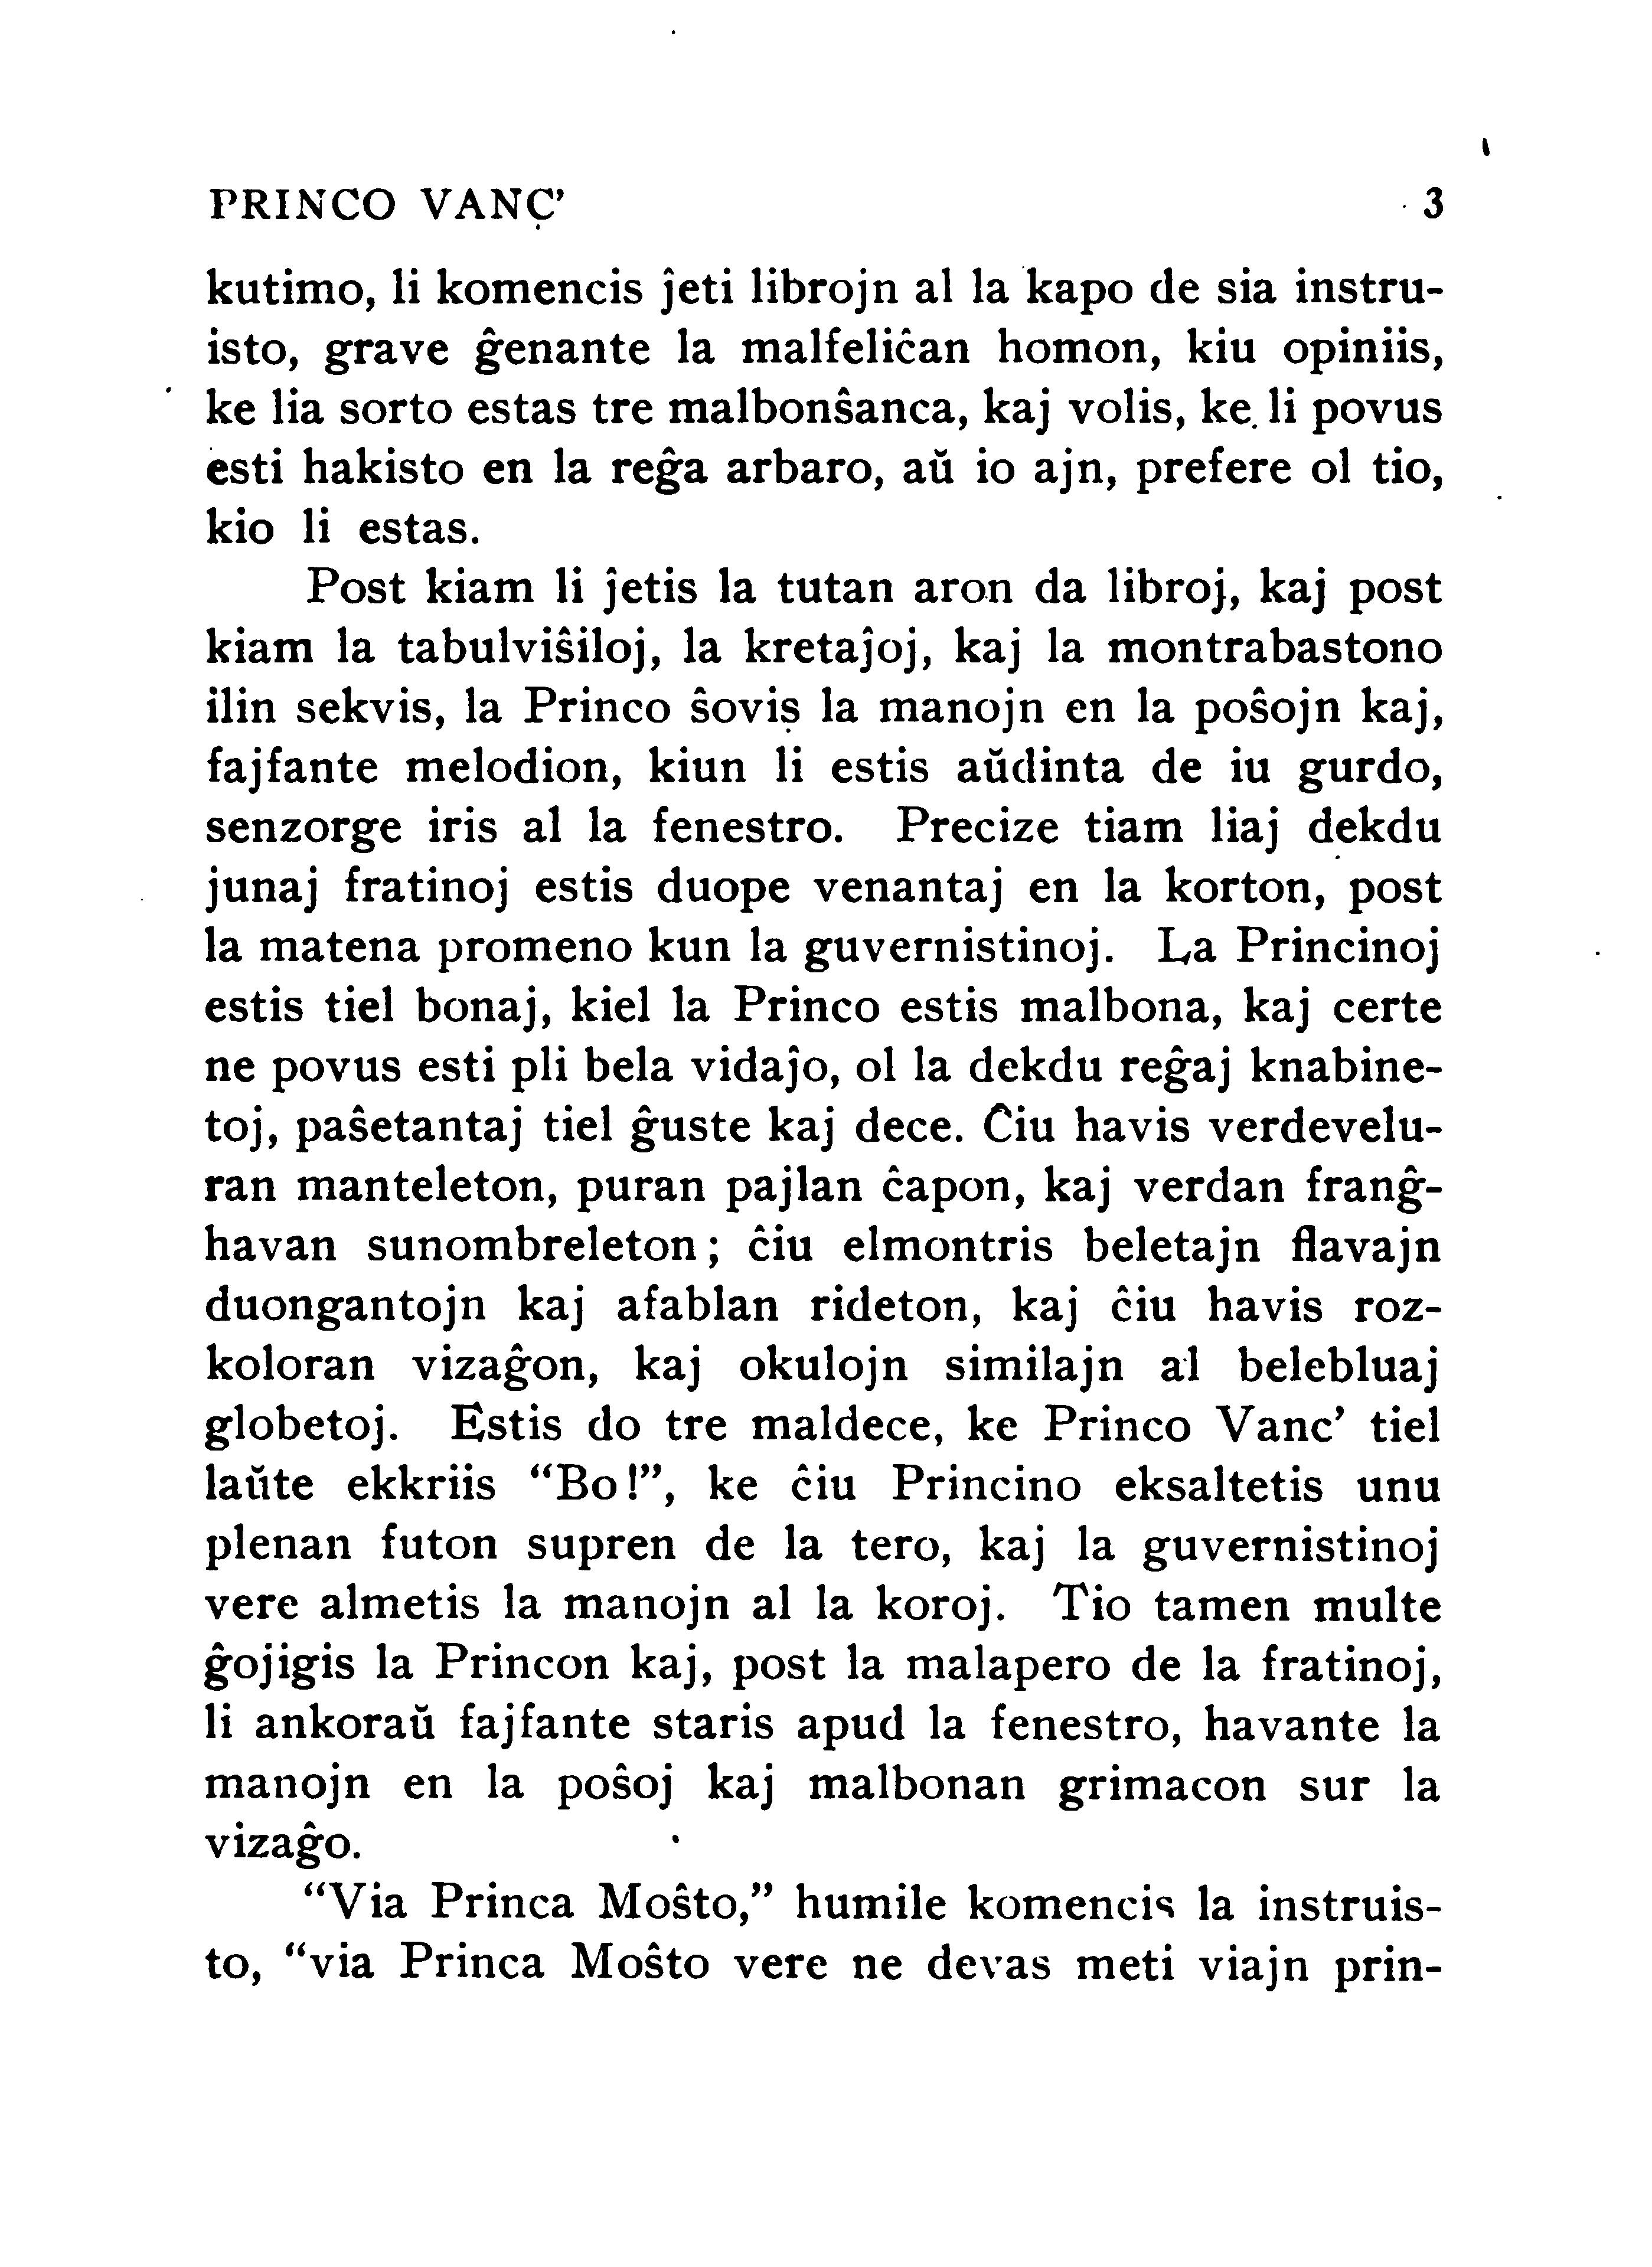 PRINCO VANC’ 3
kutimo, li komencis ĵeti librojn al la kapo de sia instru-
isto, grave ĝenante la malfeliĉan homon, kiu opiniis,
ke lia sorto estas tre malbonŝanca, kaj volis, ke li povus
esti hakisto en la reĝa arbaro, aŭ io ajn, prefere ol tio,
kio li estas.
Post kiam li ĵetis la tutan aron da libroj, kaj post
kiam la tabulviŝiloj, la kretaĵoj, kaj la montrabastono
ilin sekvis, la Princo ŝovis la manojn en la poŝojn kaj,
fajfante melodion, kiun li estis aŭdinta de iu gurdo,
senzorge iris al la fenestro. Precize tiam liaj dekdu
junaj fratinoj estis duope venantaj en la korton, post
la matena promeno kun la guvernistinoj. La Princinoj
estis tiel bonaj, kiel la Princo estis malbona, kaj certe
ne povus esti pli bela vidaĵo, ol la dekdu reĝaj knabine-
toj, paŝetantaj tiel ĝuste kaj dece. Ĉiu havis verdevelu-
ran manteleton, puran pajlan ĉapon, kaj verdan franĝ-
havan sunombreleton; ĉiu elmontris beletajn flavajn
duongantojn kaj afablan rideton, kaj ĉiu havis roz-
koloran vizaĝon, kaj okulojn similajn al belebluaj
globetoj. Estis do tre maldece, ke Princo Vanc’ tiel
laŭte ekkriis “Bo!”, ke ĉiu Princino eksaltetis unu
plenan futon supren de la tero, kaj la guvernistinoj
vere almetis la manojn al la koroj. Tio tamen multe
ĝojigis la Princon kaj, post la malapero de la fratinoj,
li ankoraŭ fajfante staris apud la fenestro, havante la
manojn en la poŝoj kaj malbonan grimacon sur la
vizaĝo.
“Via Princa Moŝto,” humile komencis la instruis-
to, “via Princa Moŝto vere ne devas meti viajn prin-